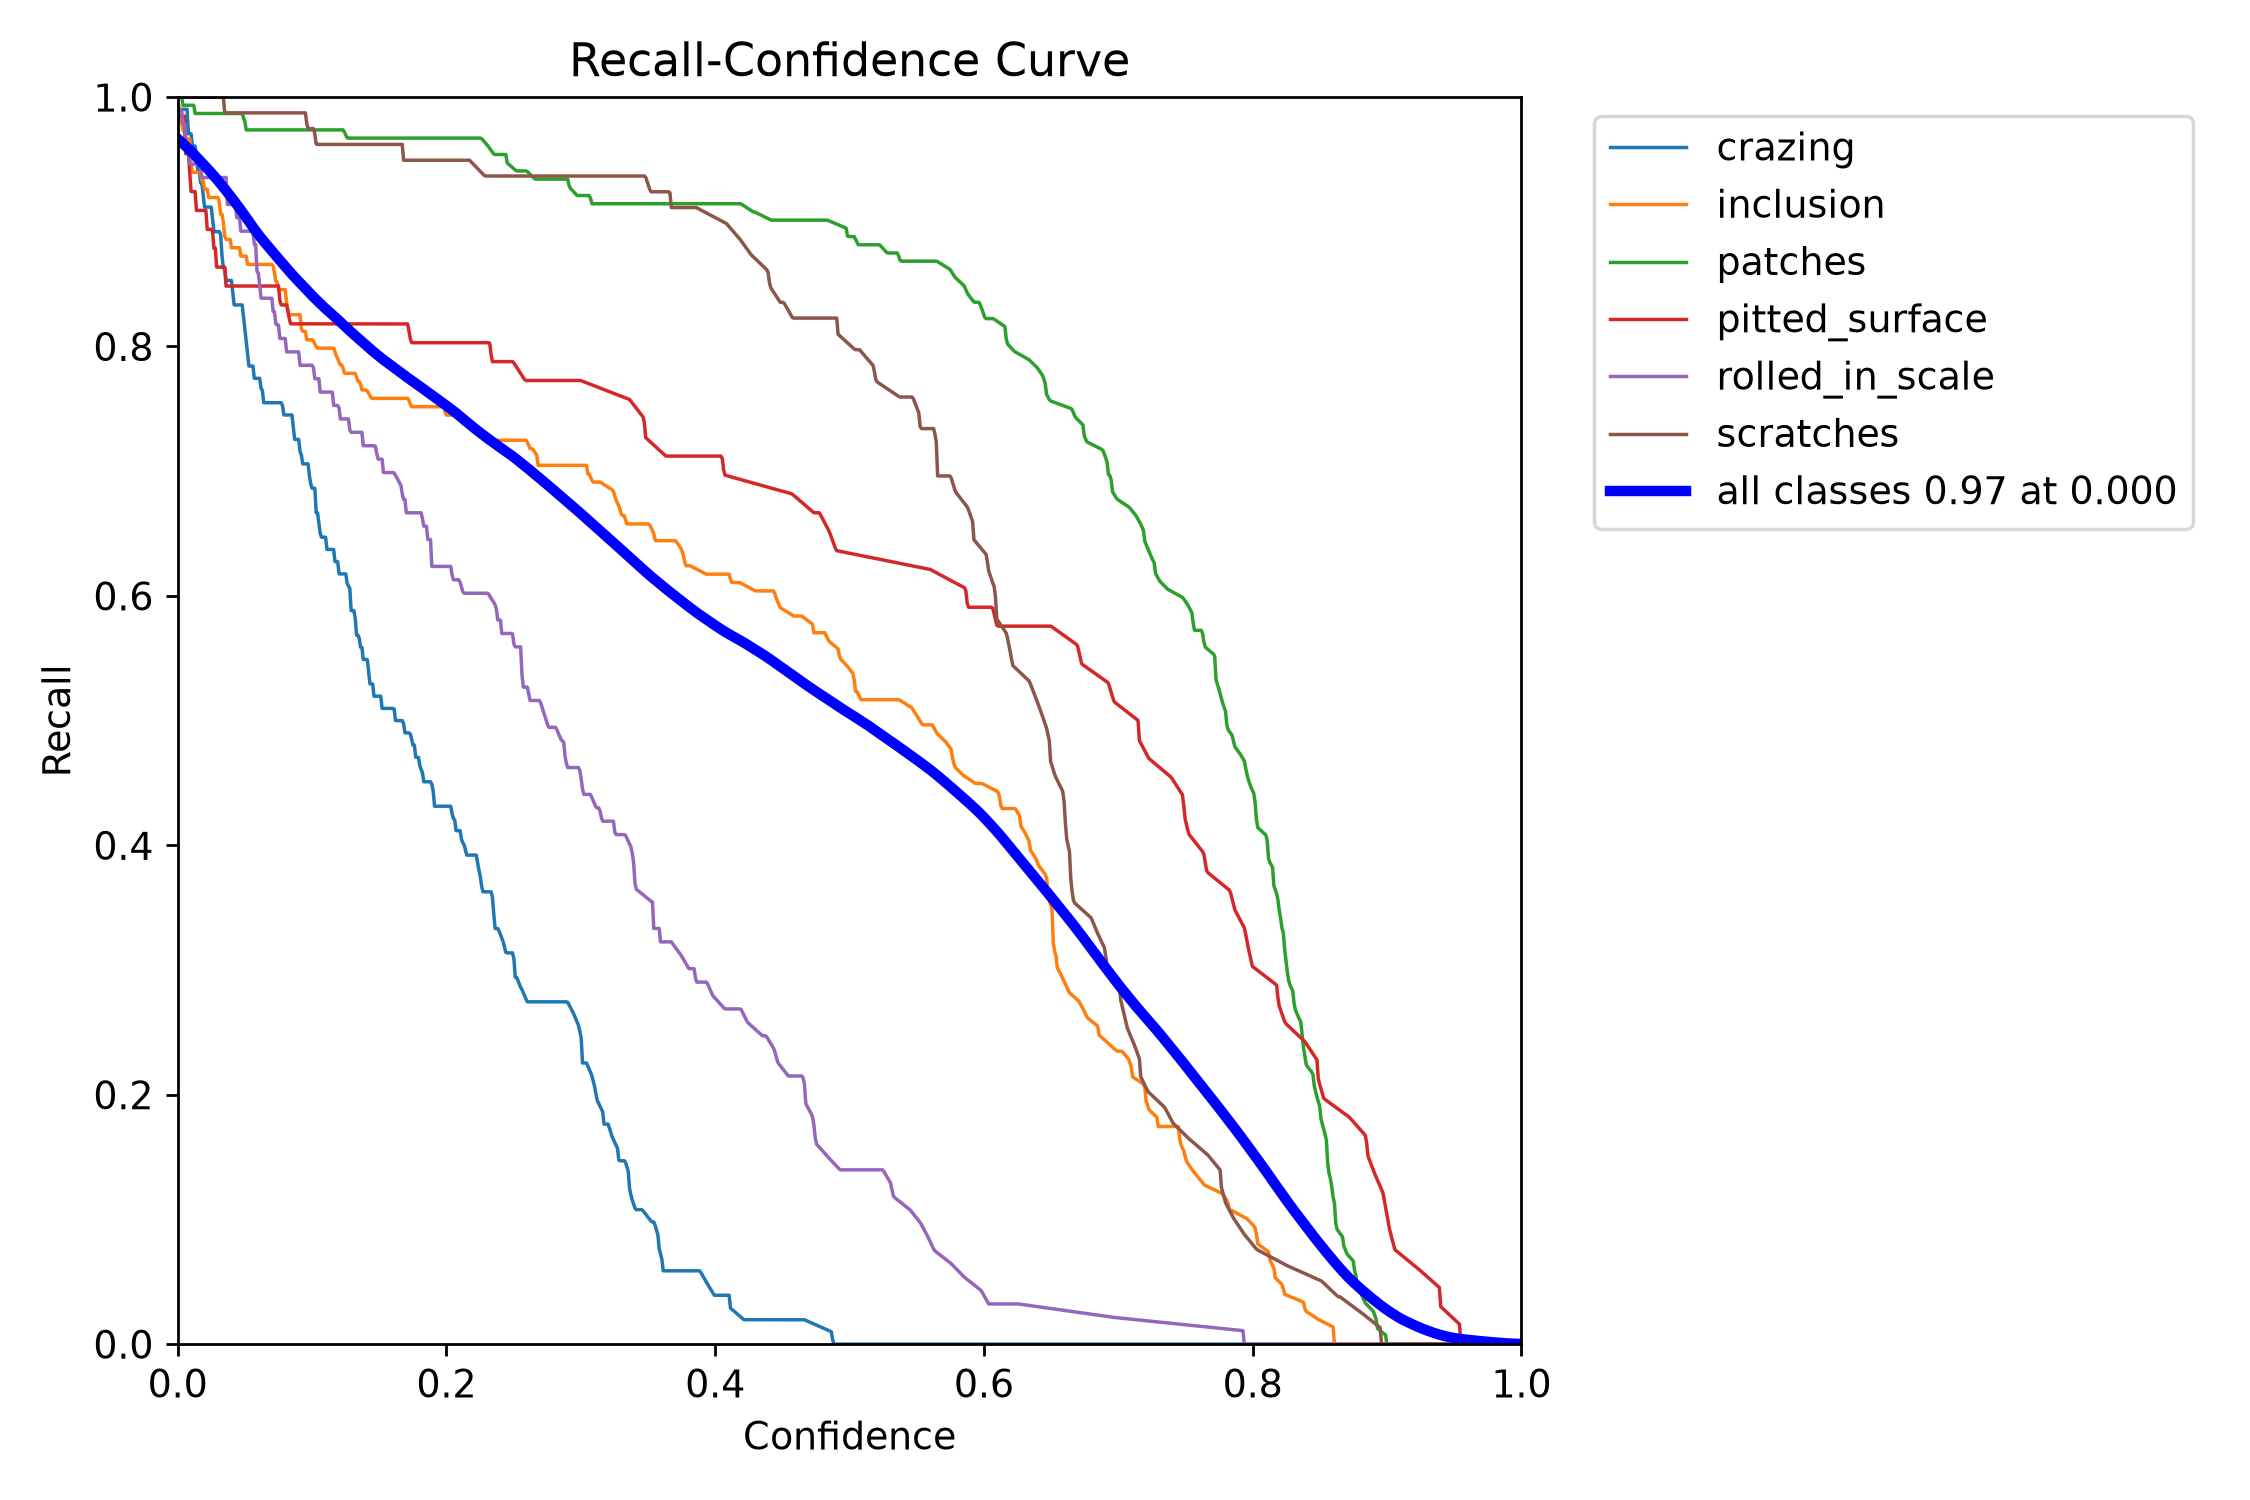 Recall-Confidence Curve
1.0
0.8
0.6
0.4
0.2
0.0
Recall
0.0 0.2 0.4 0.6 0.8 1.0
Confidence
crazing
inclusion
patches
pitted_surface
rolled_in_scale
scratches
all classes 0.97 at 0.000